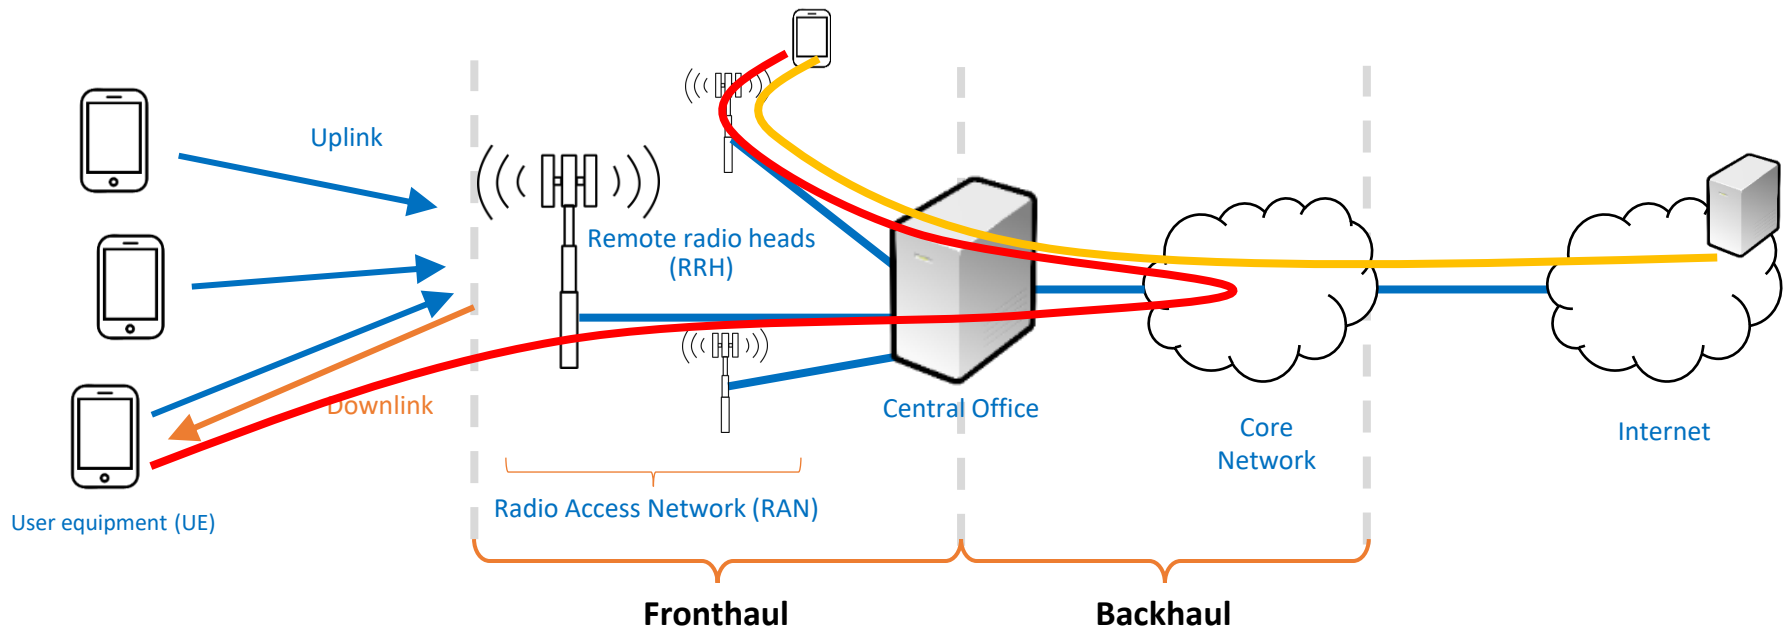 Uplink
Remote radio heads
(RRH)
Downlink
Central Office
Core
Network
Internet
Radio Access Network (RAN)
User equipment (UE)
Fronthaul
Backhaul